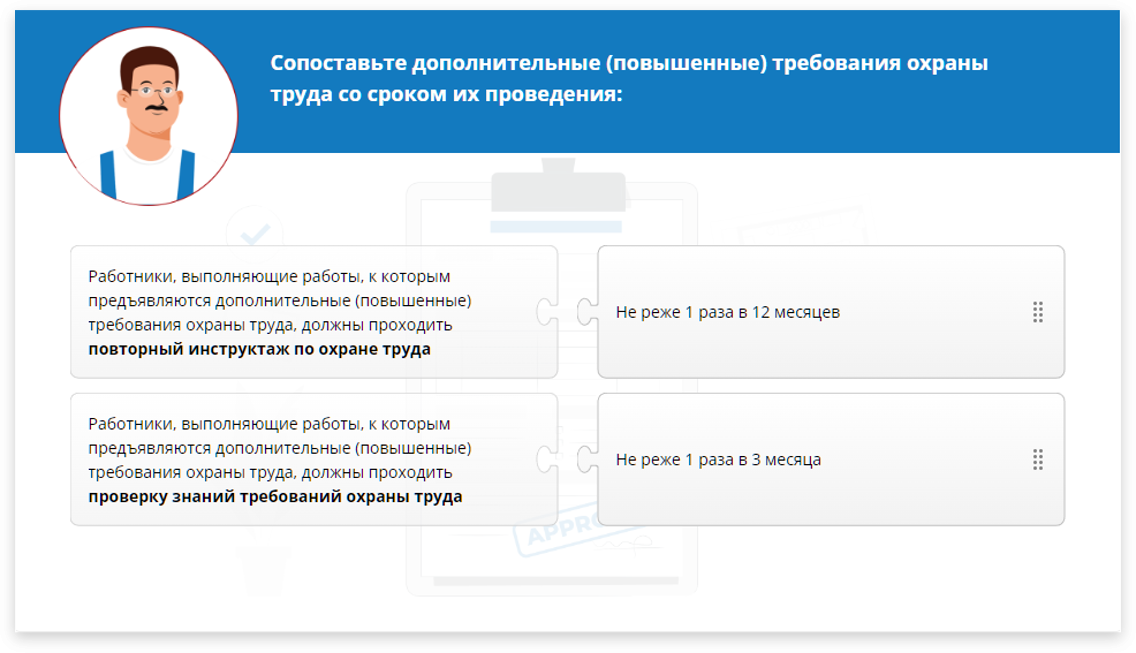 Сопоставьте дополнительные (повышенные) требования охраны
труда со сроком их проведения:
Работники, выполняющие работы, к которым
предъявляются дополнительные (повышенные)
требования охраны труда, должны проходить
повторный инструктаж по охране труда
Не реже 1 раза в 12 месяцев
Работники, выполняющие работы, к которым
предъявляются дополнительные (повышенные)
требования охраны труда, должны проходить
проверку знаний требований охраны труда
Не реже 1 раза в 3 месяца